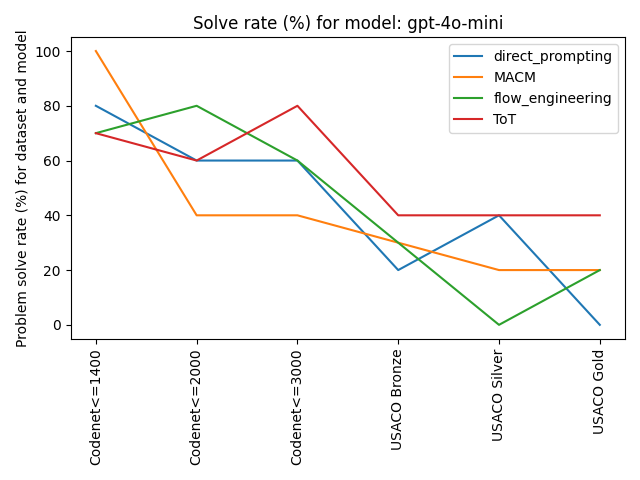 Solve rate (%) for model: gpt-4o-mini
Problem solve rate (%) for dataset and model
100
80
60
40
20
0
direct_prompting
MACM
flow_engineering
ToT
Codenet<=1400
Codenet<=2000
Codenet<=3000
USACO Bronze
USACO Silver
USACO Gold